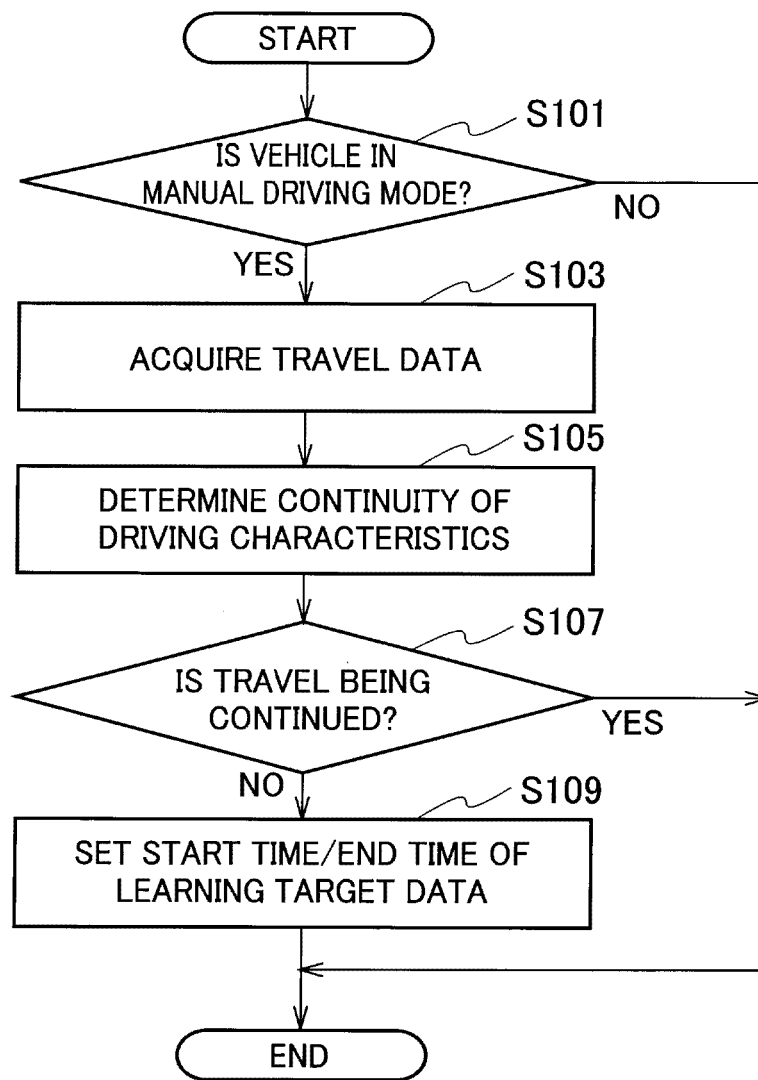 START
S101
IS VEHICLE IN
MANUAL DRIVING MODE?
NO
YES
S103
ACQUIRE TRAVEL DATA
S105
DETERMINE CONTINUITY OF
DRIVING CHARACTERISTICS
S107
IS TRAVEL BEING
CONTINUED?
YES
NO
S109
SET START TIME/END TIME OF
LEARNING TARGET DATA
END